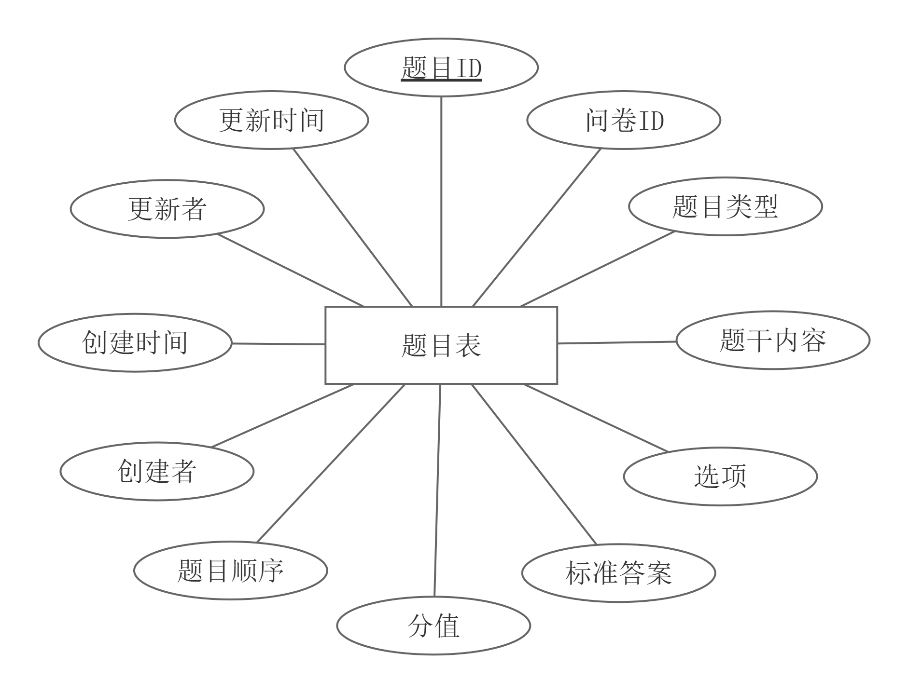 题目ID
更新时间
问卷ID
更新者
题目类型
创建时间
题目表
题干内容
创建者
选项
题目顺序
标准答案
分值